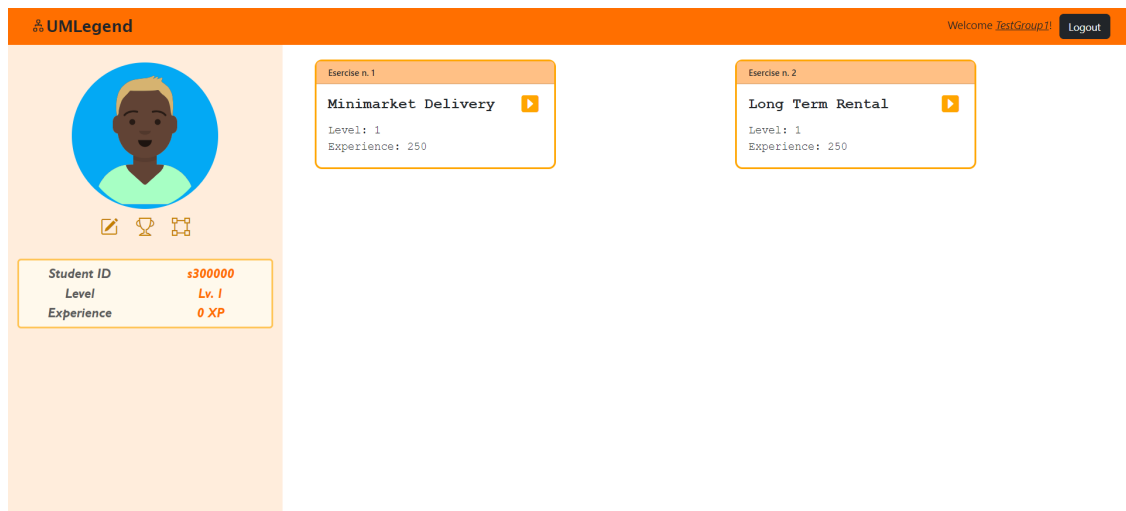 UMLegend
Welcome TestGroup1!
Logout
Student ID s300000
Level Lv. 1
Experience 0 XP
Esercise n. 1
Minimarket Delivery
Level: 1
Experience: 250
Esercise n. 2
Long Term Rental
Level: 1
Experience: 250